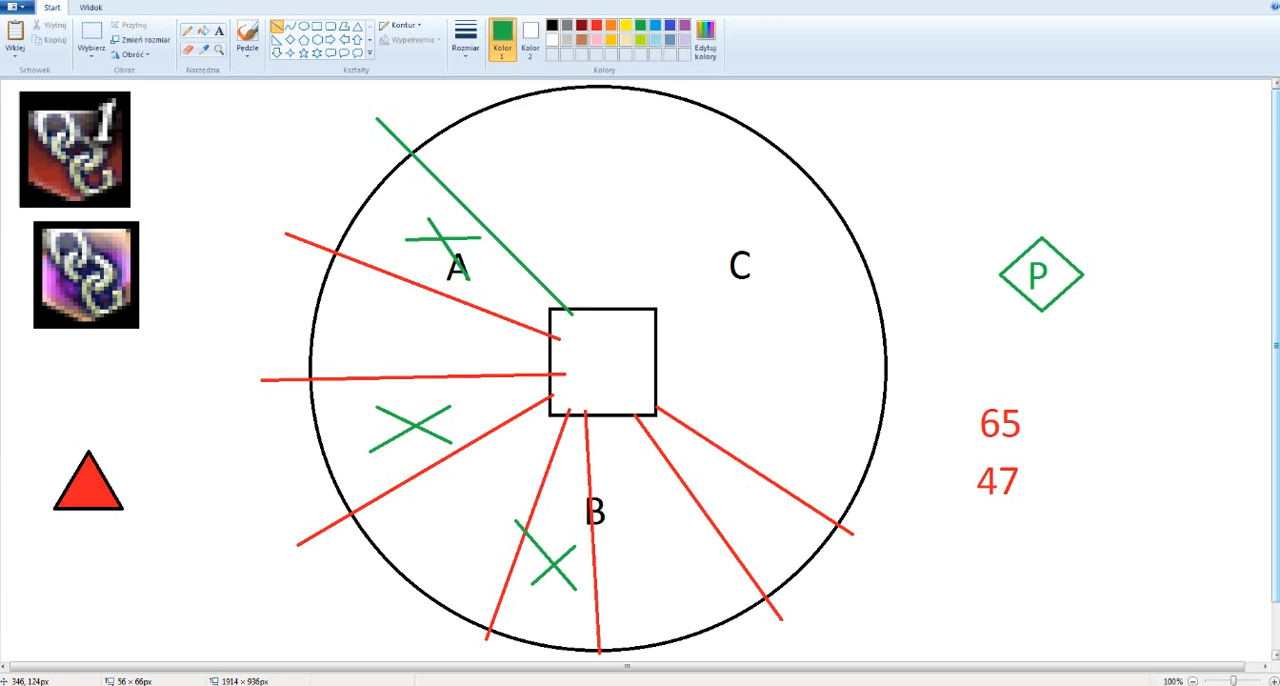 Start
Widok
Wklej
Wytnij
Kopiuj
Schowek
Wybierz
Przytnij
Zmień rozmiar
Obróć
Obraz
A
Narzędzia
Pędzle
Kształty
Kontur
Wypełnienie
Rozmiar
Kolor 1
Kolor 2
Edytuj kolory
Kolory
1
A
C
P
B
65
47
346, 124px
56 × 66px
1914 × 936px
100%